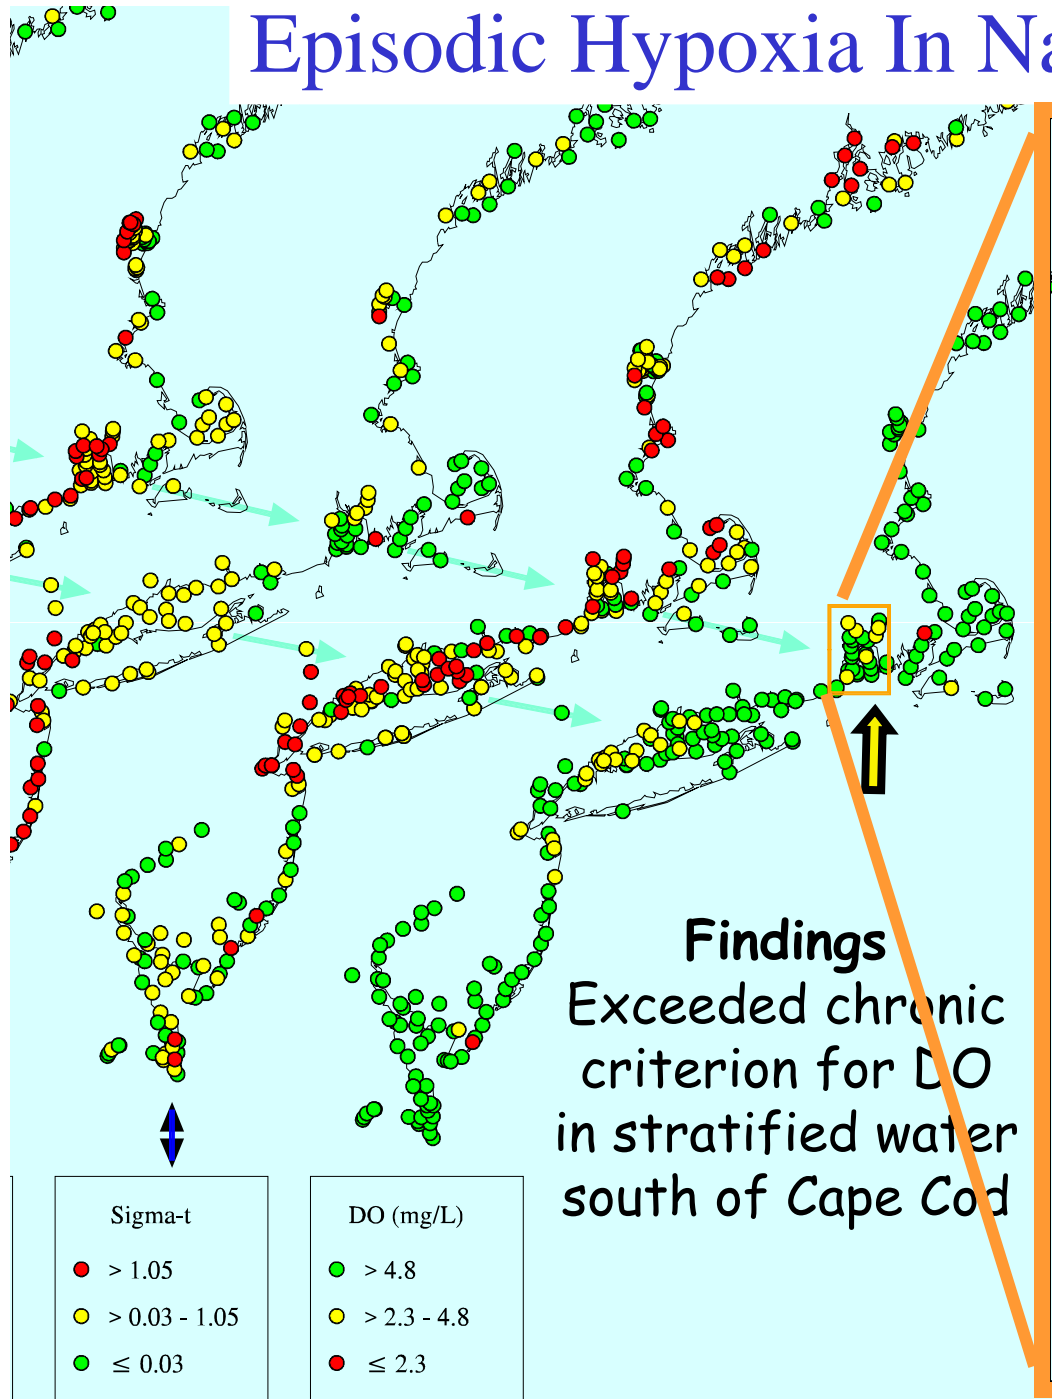 Episodic Hypoxia In Na
Findings
Exceeded chronic
criterion for DO
in stratified water
south of Cape Cod
Sigma-t
> 1.05
> 0.03 - 1.05
≤ 0.03
DO (mg/L)
> 4.8
> 2.3 - 4.8
≤ 2.3